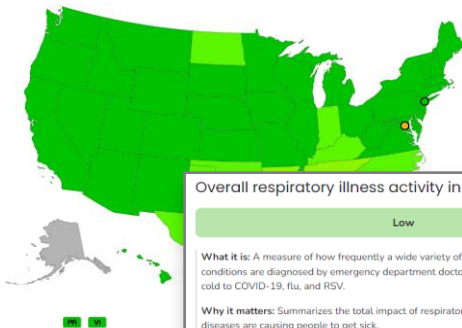 Overall respiratory illness activity in
Low
What it is: A measure of how frequently a wide variety of
conditions are diagnosed by emergency department docto
cold to COVID-19, flu, and RSV.
Why it matters: Summarizes the total impact of respirator
diseases are causing people to get sick.
PR VI